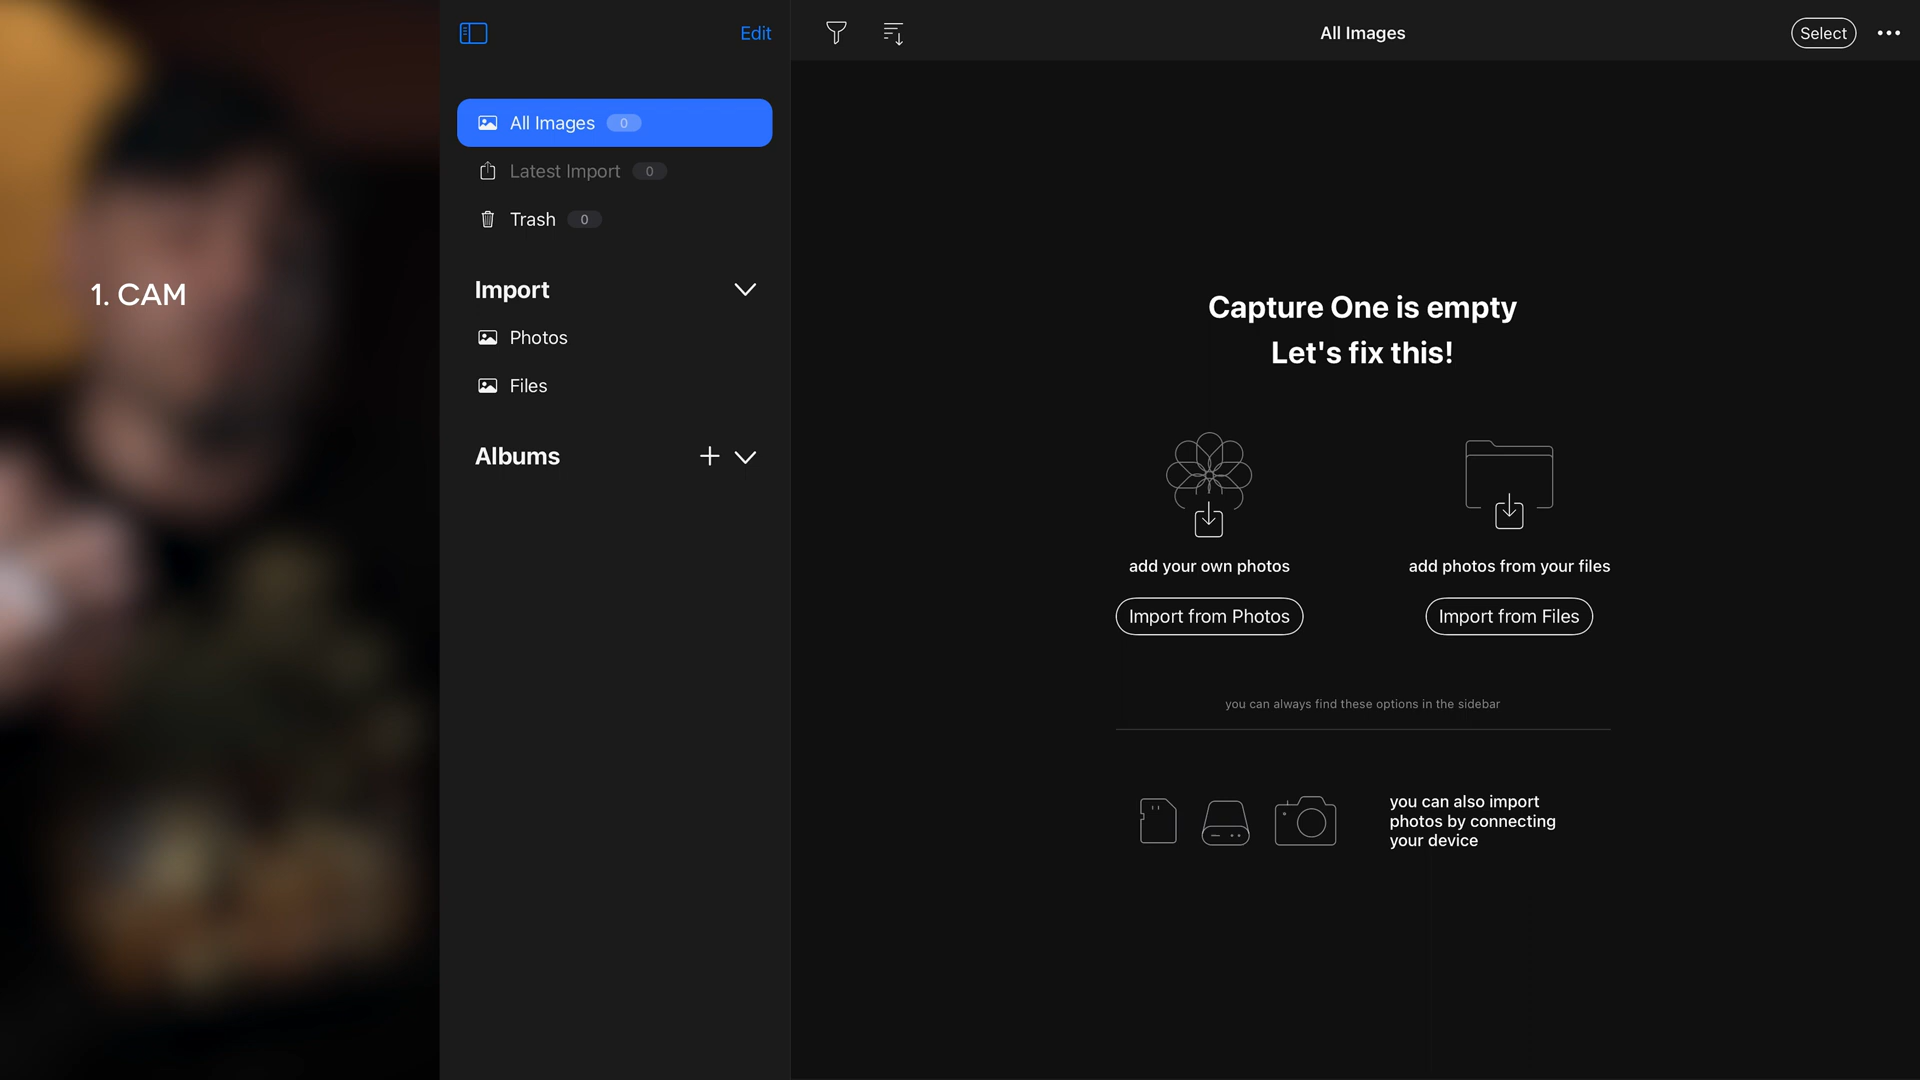 1. CAM
Edit
All Images 0
Latest Import 0
Trash 0
Import
Photos
Files
Albums
All Images
Select
Capture One is empty
Let's fix this!
add your own photos
Import from Photos
add photos from your files
Import from Files
you can always find these options in the sidebar
you can also import
photos by connecting
your device